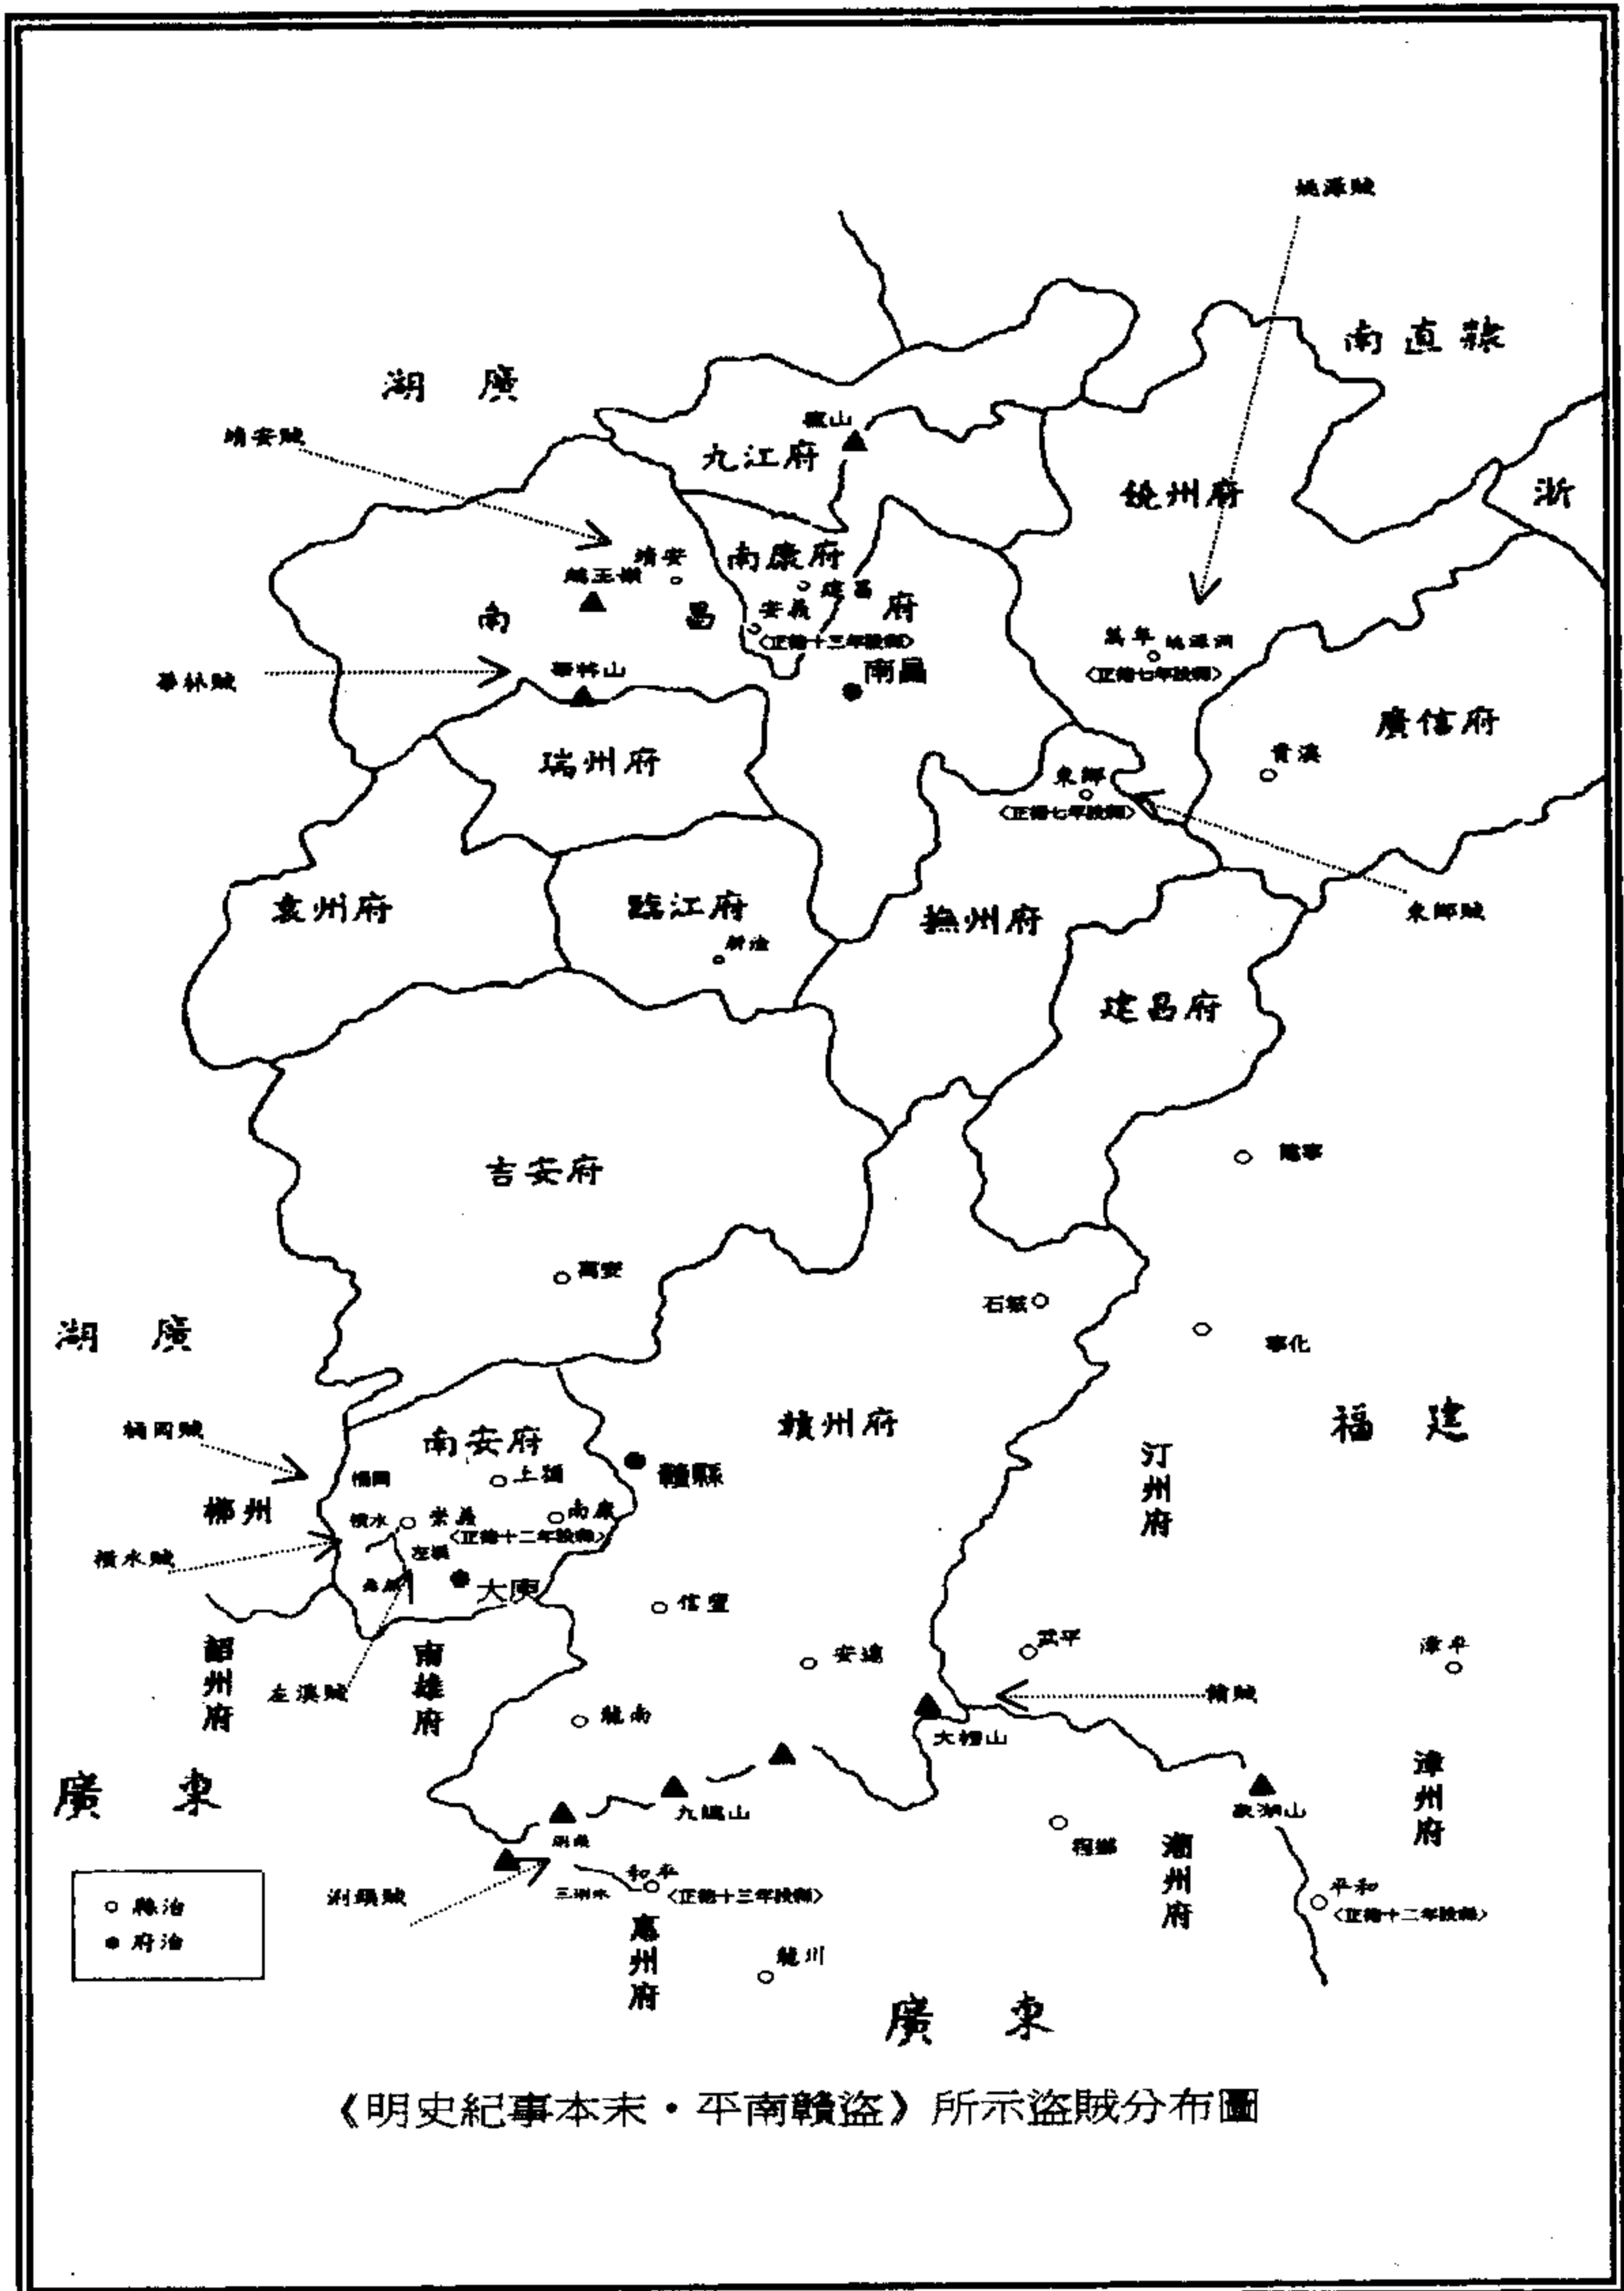 姚源賊
南直隸
湖廣
廬山
靖安賊
九江府
饒州府
浙
靖安
南康府
越王嶺
建昌
南昌府
安義
〈正德十三年設縣〉
萬年
姚源洞
〈正德七年設縣〉
華林賊
華林山
南昌
廣信府
瑞州府
貴溪
東鄉
〈正德七年設縣〉
袁州府
臨江府
撫州府
東鄉賊
新淦
建昌府
建寧
吉安府
萬安
石城
湖廣
寧化
桶岡賊
南安府
贛州府
福建
桶岡
上猶
贛縣
汀州府
郴州
橫水
崇義
南康
〈正德十二年設縣〉
橫水賊
左溪
大庾
信豐
韶州府
南雄府
安遠
武平
漳平
左溪賊
龍南
大帽山
廣東
九連山
漳州府
象湖山
程鄉
潮州府
浰頭賊
三浰水
和平
〈正德十三年設縣〉
平和
〈正德十二年設縣〉
縣治
府治
惠州府
龍川
廣東
《明史紀事本末・平南贛盜》所示盜賊分布圖